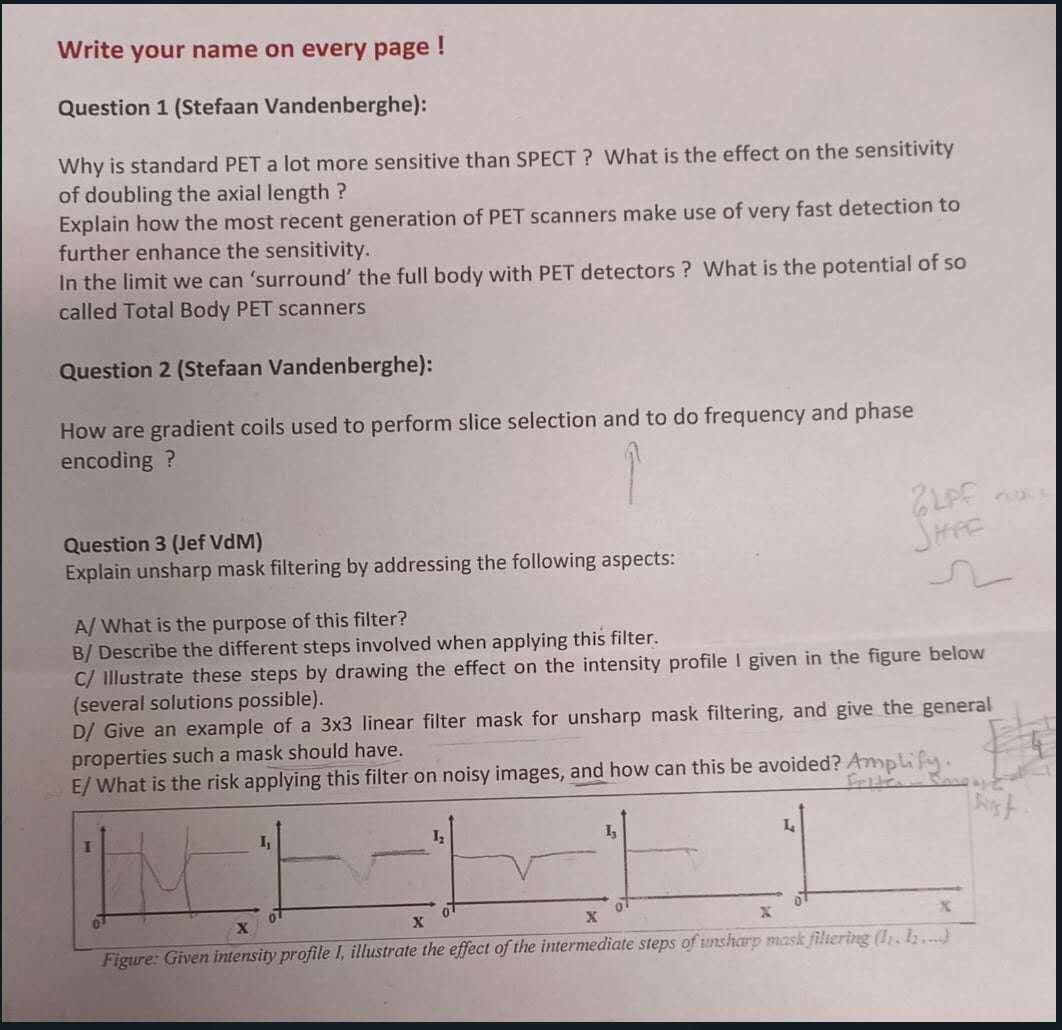 Write your name on every page !
Question 1 (Stefaan Vandenberghe):
Why is standard PET a lot more sensitive than SPECT ? What is the effect on the sensitivity
of doubling the axial length ?
Explain how the most recent generation of PET scanners make use of very fast detection to
further enhance the sensitivity.
In the limit we can ‘surround’ the full body with PET detectors ? What is the potential of so
called Total Body PET scanners
Question 2 (Stefaan Vandenberghe):
How are gradient coils used to perform slice selection and to do frequency and phase
encoding ?
LPF
Question 3 (Jef VdM)
Explain unsharp mask filtering by addressing the following aspects:
A/ What is the purpose of this filter?
B/ Describe the different steps involved when applying this filter.
C/ Illustrate these steps by drawing the effect on the intensity profile I given in the figure below
(several solutions possible).
D/ Give an example of a 3x3 linear filter mask for unsharp mask filtering, and give the general
properties such a mask should have.
4
E/ What is the risk applying this filter on noisy images, and how can this be avoided? Amplify.
first.
I I₁ I₂ I₃ I₄
0 0 0 0 0
X X X X X
Figure: Given intensity profile I, illustrate the effect of the intermediate steps of unsharp mask filtering (I₁, I₂ ....)